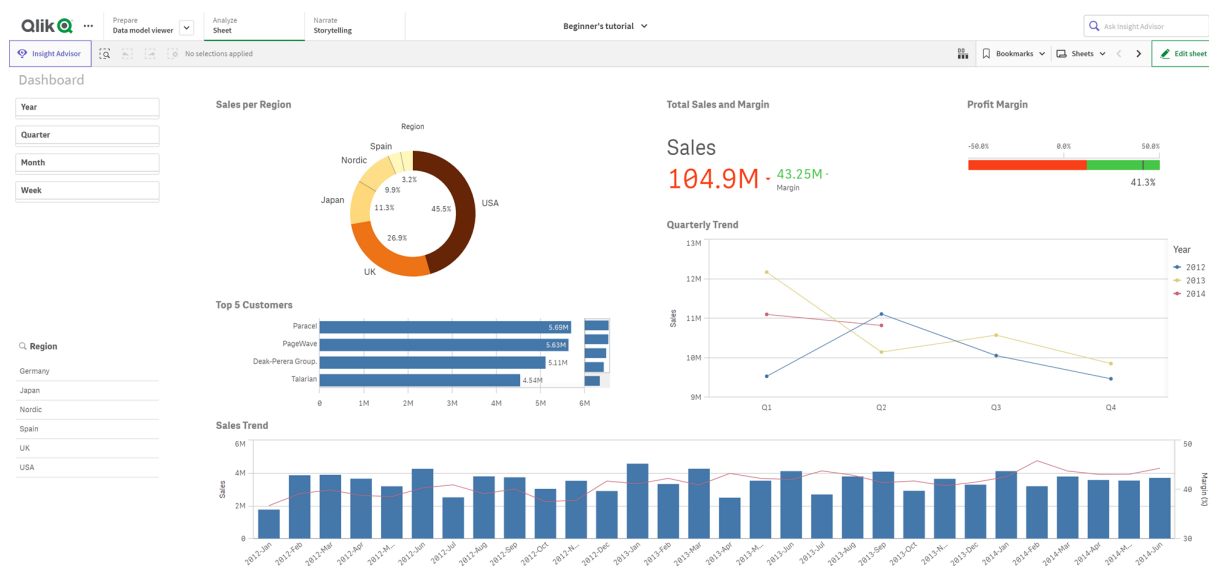 Qlik
Prepare
Data model viewer
Analyze
Sheet
Narrate
Storytelling
Beginner's tutorial
Ask Insight Advisor
Insight Advisor
No selections applied
Bookmarks
Sheets
Edit sheet
Dashboard
Year
Quarter
Month
Week
Region
Germany
Japan
Nordic
Spain
UK
USA
Sales per Region
Region
Spain
Nordic
Japan
UK
USA
3.2%
9.9%
11.3%
26.9%
45.5%
Top 5 Customers
Paracel
PageWave
Deak-Perera Group.
Talarian
5.69M
5.63M
5.11M
4.54M
0 1M 2M 3M 4M 5M 6M
Total Sales and Margin
Sales
104.9M
43.25M
Margin
Profit Margin
-50.0% 0.0% 50.0%
41.3%
Quarterly Trend
13M
12M
11M
10M
9M
Sales
Q1 Q2 Q3 Q4
Year
2012
2013
2014
Sales Trend
6M
4M
2M
0
Sales
50
40
30
Margin (%)
2012-Jan
2012-Feb
2012-Mar
2012-Apr
2012-M...
2012-Jun
2012-Jul
2012-Aug
2012-Sep
2012-Oct
2012-N...
2012-Dec
2013-Jan
2013-Feb
2013-Mar
2013-Apr
2013-M...
2013-Jun
2013-Jul
2013-Aug
2013-Sep
2013-Oct
2013-N...
2013-Dec
2014-Jan
2014-Feb
2014-Mar
2014-Apr
2014-M...
2014-Jun